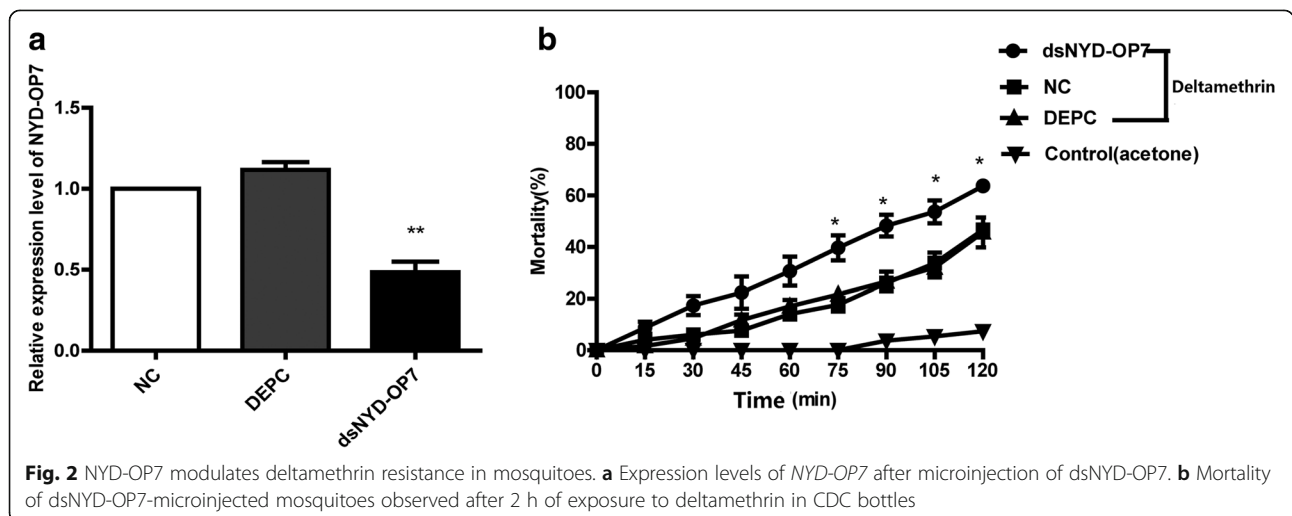 a
Relative expression level of NYD-OP7
1.5
1.0
0.5
0.0
**
NC
DEPC
dsNYD-OP7
b
Mortality(%)
100
80
60
40
20
0
* * * *
0 15 30 45 60 75 90 105 120
Time (min)
dsNYD-OP7
NC
DEPC
Deltamethrin
Control(acetone)
Fig. 2 NYD-OP7 modulates deltamethrin resistance in mosquitoes. a Expression levels of NYD-OP7 after microinjection of dsNYD-OP7. b Mortality
of dsNYD-OP7-microinjected mosquitoes observed after 2 h of exposure to deltamethrin in CDC bottles